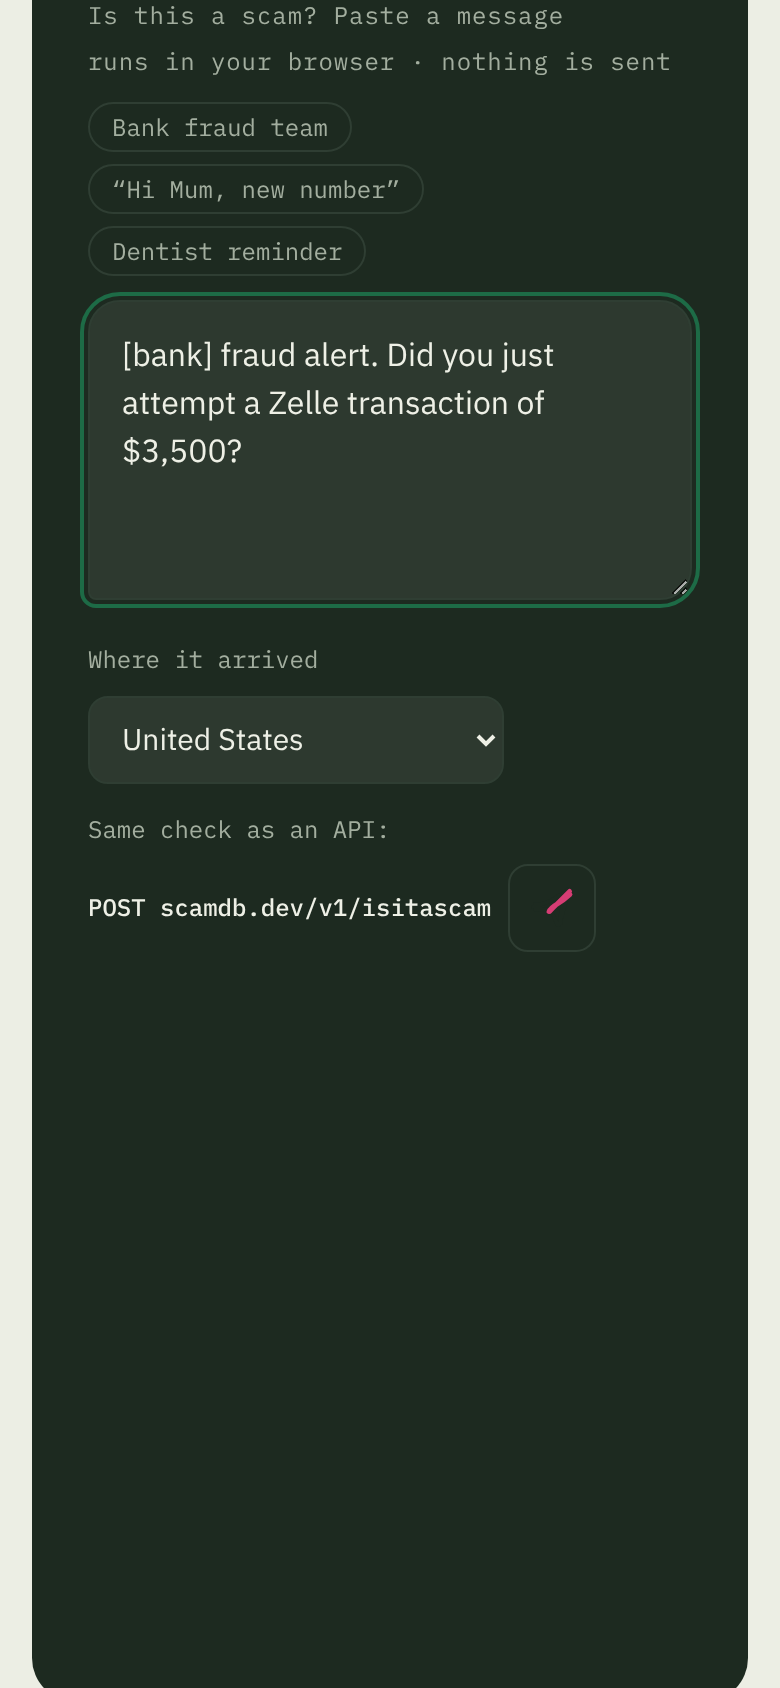 Is this a scam? Paste a message
runs in your browser · nothing is sent
Bank fraud team
“Hi Mum, new number”
Dentist reminder
[bank] fraud alert. Did you just
attempt a Zelle transaction of
$3,500?
Where it arrived
United States
Same check as an API:
POST scamdb.dev/v1/isitascam